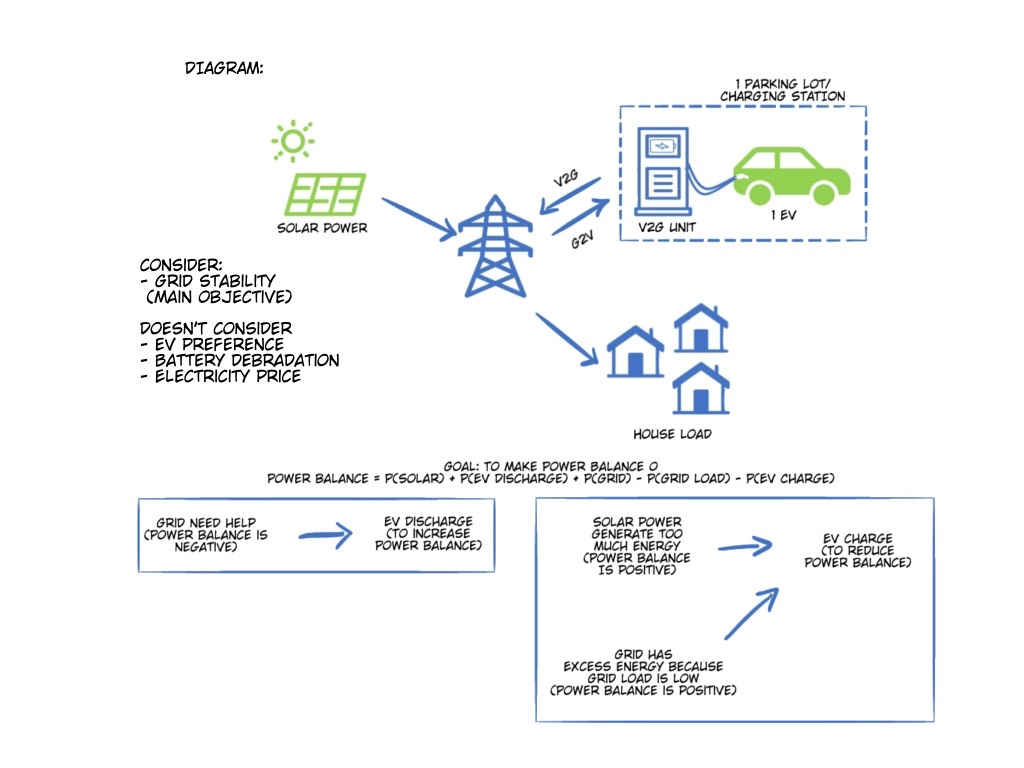 DIAGRAM:
1 PARKING LOT/
CHARGING STATION
V2G
G2V
SOLAR POWER
V2G UNIT
1 EV
CONSIDER:
- GRID STABILITY
(MAIN OBJECTIVE)
DOESN'T CONSIDER
- EV PREFERENCE
- BATTERY DEBRADATION
- ELECTRICITY PRICE
HOUSE LOAD
GOAL: TO MAKE POWER BALANCE 0
POWER BALANCE = P(SOLAR) + P(EV DISCHARGE) + P(GRID) - P(GRID LOAD) - P(EV CHARGE)
GRID NEED HELP
(POWER BALANCE IS
NEGATIVE)
EV DISCHARGE
(TO INCREASE
POWER BALANCE)
SOLAR POWER
GENERATE TOO
MUCH ENERGY
(POWER BALANCE
IS POSITIVE)
EV CHARGE
(TO REDUCE
POWER BALANCE)
GRID HAS
EXCESS ENERGY BECAUSE
GRID LOAD IS LOW
(POWER BALANCE IS POSITIVE)